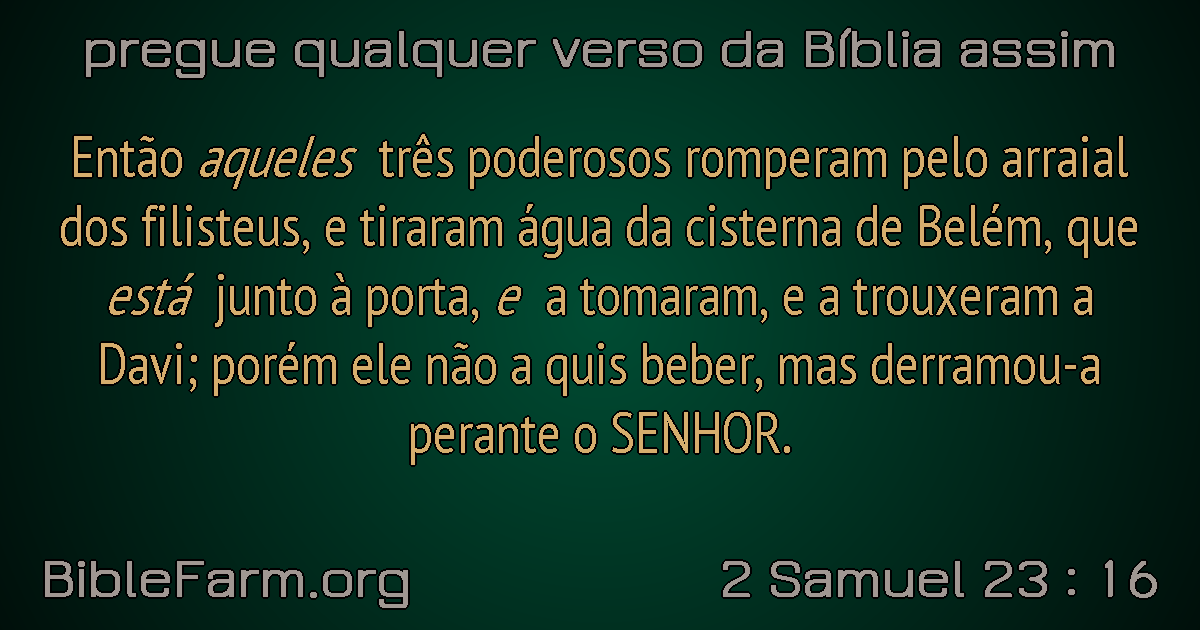 pregue qualquer verso da Bíblia assim
Então aqueles três poderosos romperam pelo arraial
dos filisteus, e tiraram água da cisterna de Belém, que
está junto à porta, e a tomaram, e a trouxeram a
Davi; porém ele não a quis beber, mas derramou-a
perante o SENHOR.
BibleFarm.org
2 Samuel 23 : 16